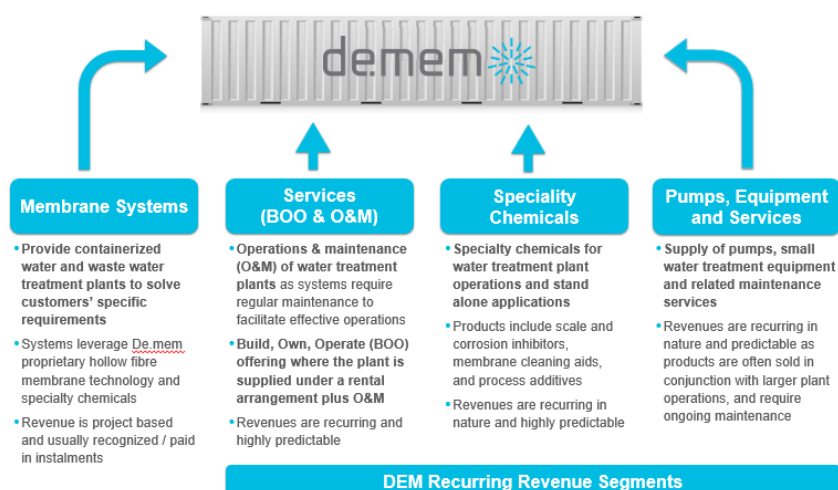 de.mem
Membrane Systems
• Provide containerized
water and waste water
treatment plants to solve
customers' specific
requirements
• Systems leverage De.mem
proprietary hollow fibre
membrane technology and
specialty chemicals
• Revenue is project based
and usually recognized / paid
in instalments
Services
(BOO & O&M)
• Operations & maintenance
(O&M) of water treatment
plants as systems require
regular maintenance to
facilitate effective operations
• Build, Own, Operate (BOO)
offering where the plant is
supplied under a rental
arrangement plus O&M
• Revenues are recurring and
highly predictable
Speciality
Chemicals
• Specialty chemicals for
water treatment plant
operations and stand
alone applications
• Products include scale and
corrosion inhibitors,
membrane cleaning aids,
and process additives
• Revenues are recurring in
nature and highly predictable
Pumps, Equipment
and Services
• Supply of pumps, small
water treatment equipment
and related maintenance
services
• Revenues are recurring in
nature and predictable as
products are often sold in
conjunction with larger plant
operations, and require
ongoing maintenance
DEM Recurring Revenue Segments